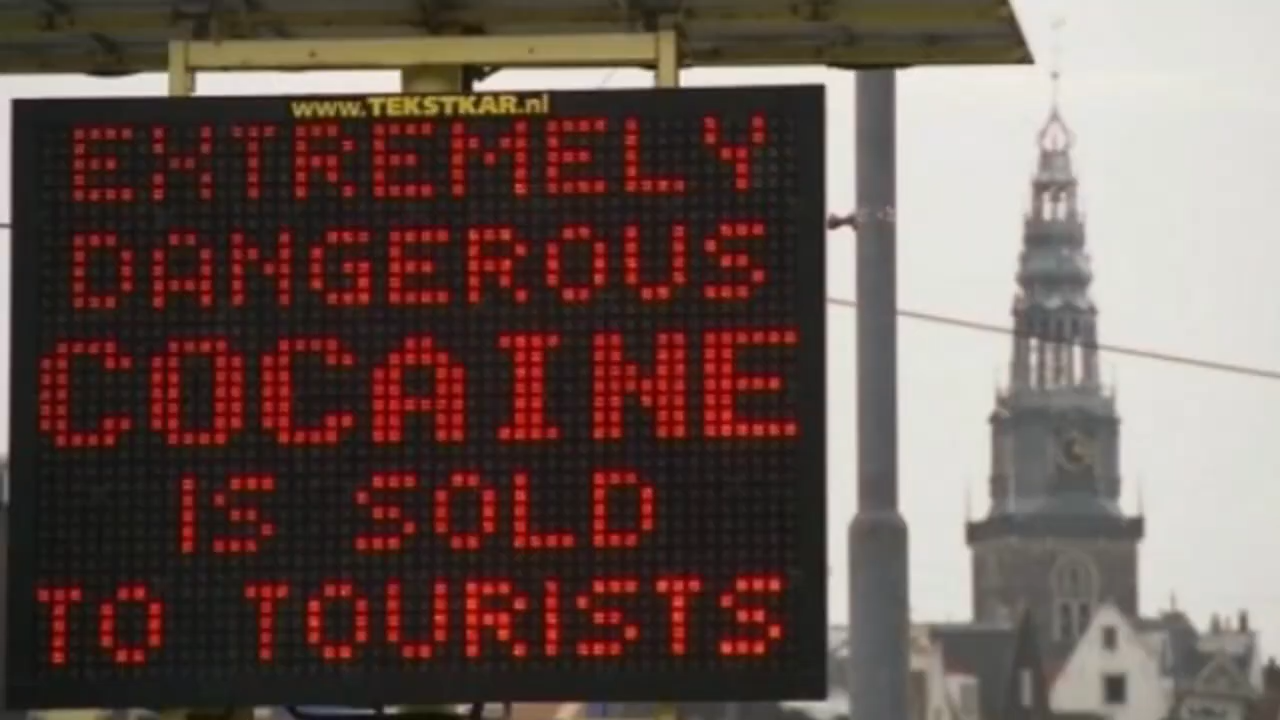 www.TEKSTKAR.nl
EXTREMELY
DANGEROUS
COCAINE
IS SOLD
TO TOURISTS